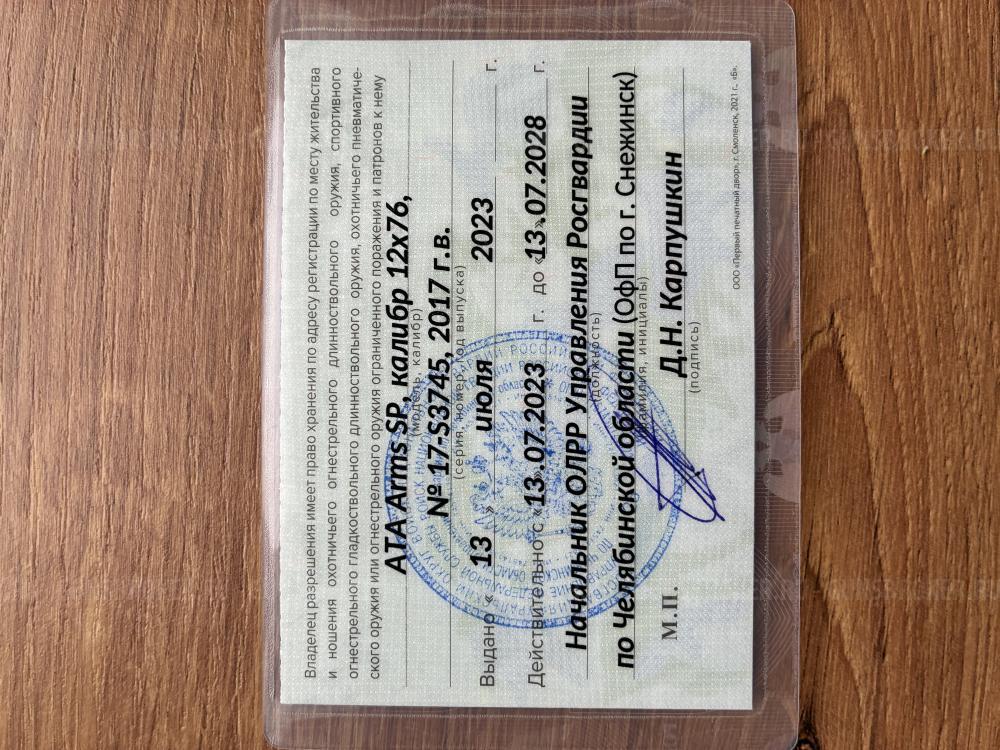 Владелец разрешения имеет право хранения по адресу регистрации по месту жительства
и ношения охотничьего огнестрельного длинноствольного оружия, спортивного
огнестрельного гладкоствольного длинноствольного оружия, охотничьего пневматиче-
ского оружия или огнестрельного оружия ограниченного поражения и патронов к нему
ATA Arms SP, калибр 12х76,
(модель, калибр)
№ 17-S3745, 2017 г.в.
(серия, номер, год выпуска)
Выдано « 13 » июля 2023 г.
Действительно с «13».07.2023 г. до «13».07.2028 г.
Начальник ОЛРР Управления Росгвардии
(должность)
по Челябинской области (ОфП по г. Снежинск)
(фамилия, инициалы)
Д.Н. Карпушкин
М.П. (подпись)
ООО «Первый печатный двор», г. Смоленск, 2021 г., «Б».